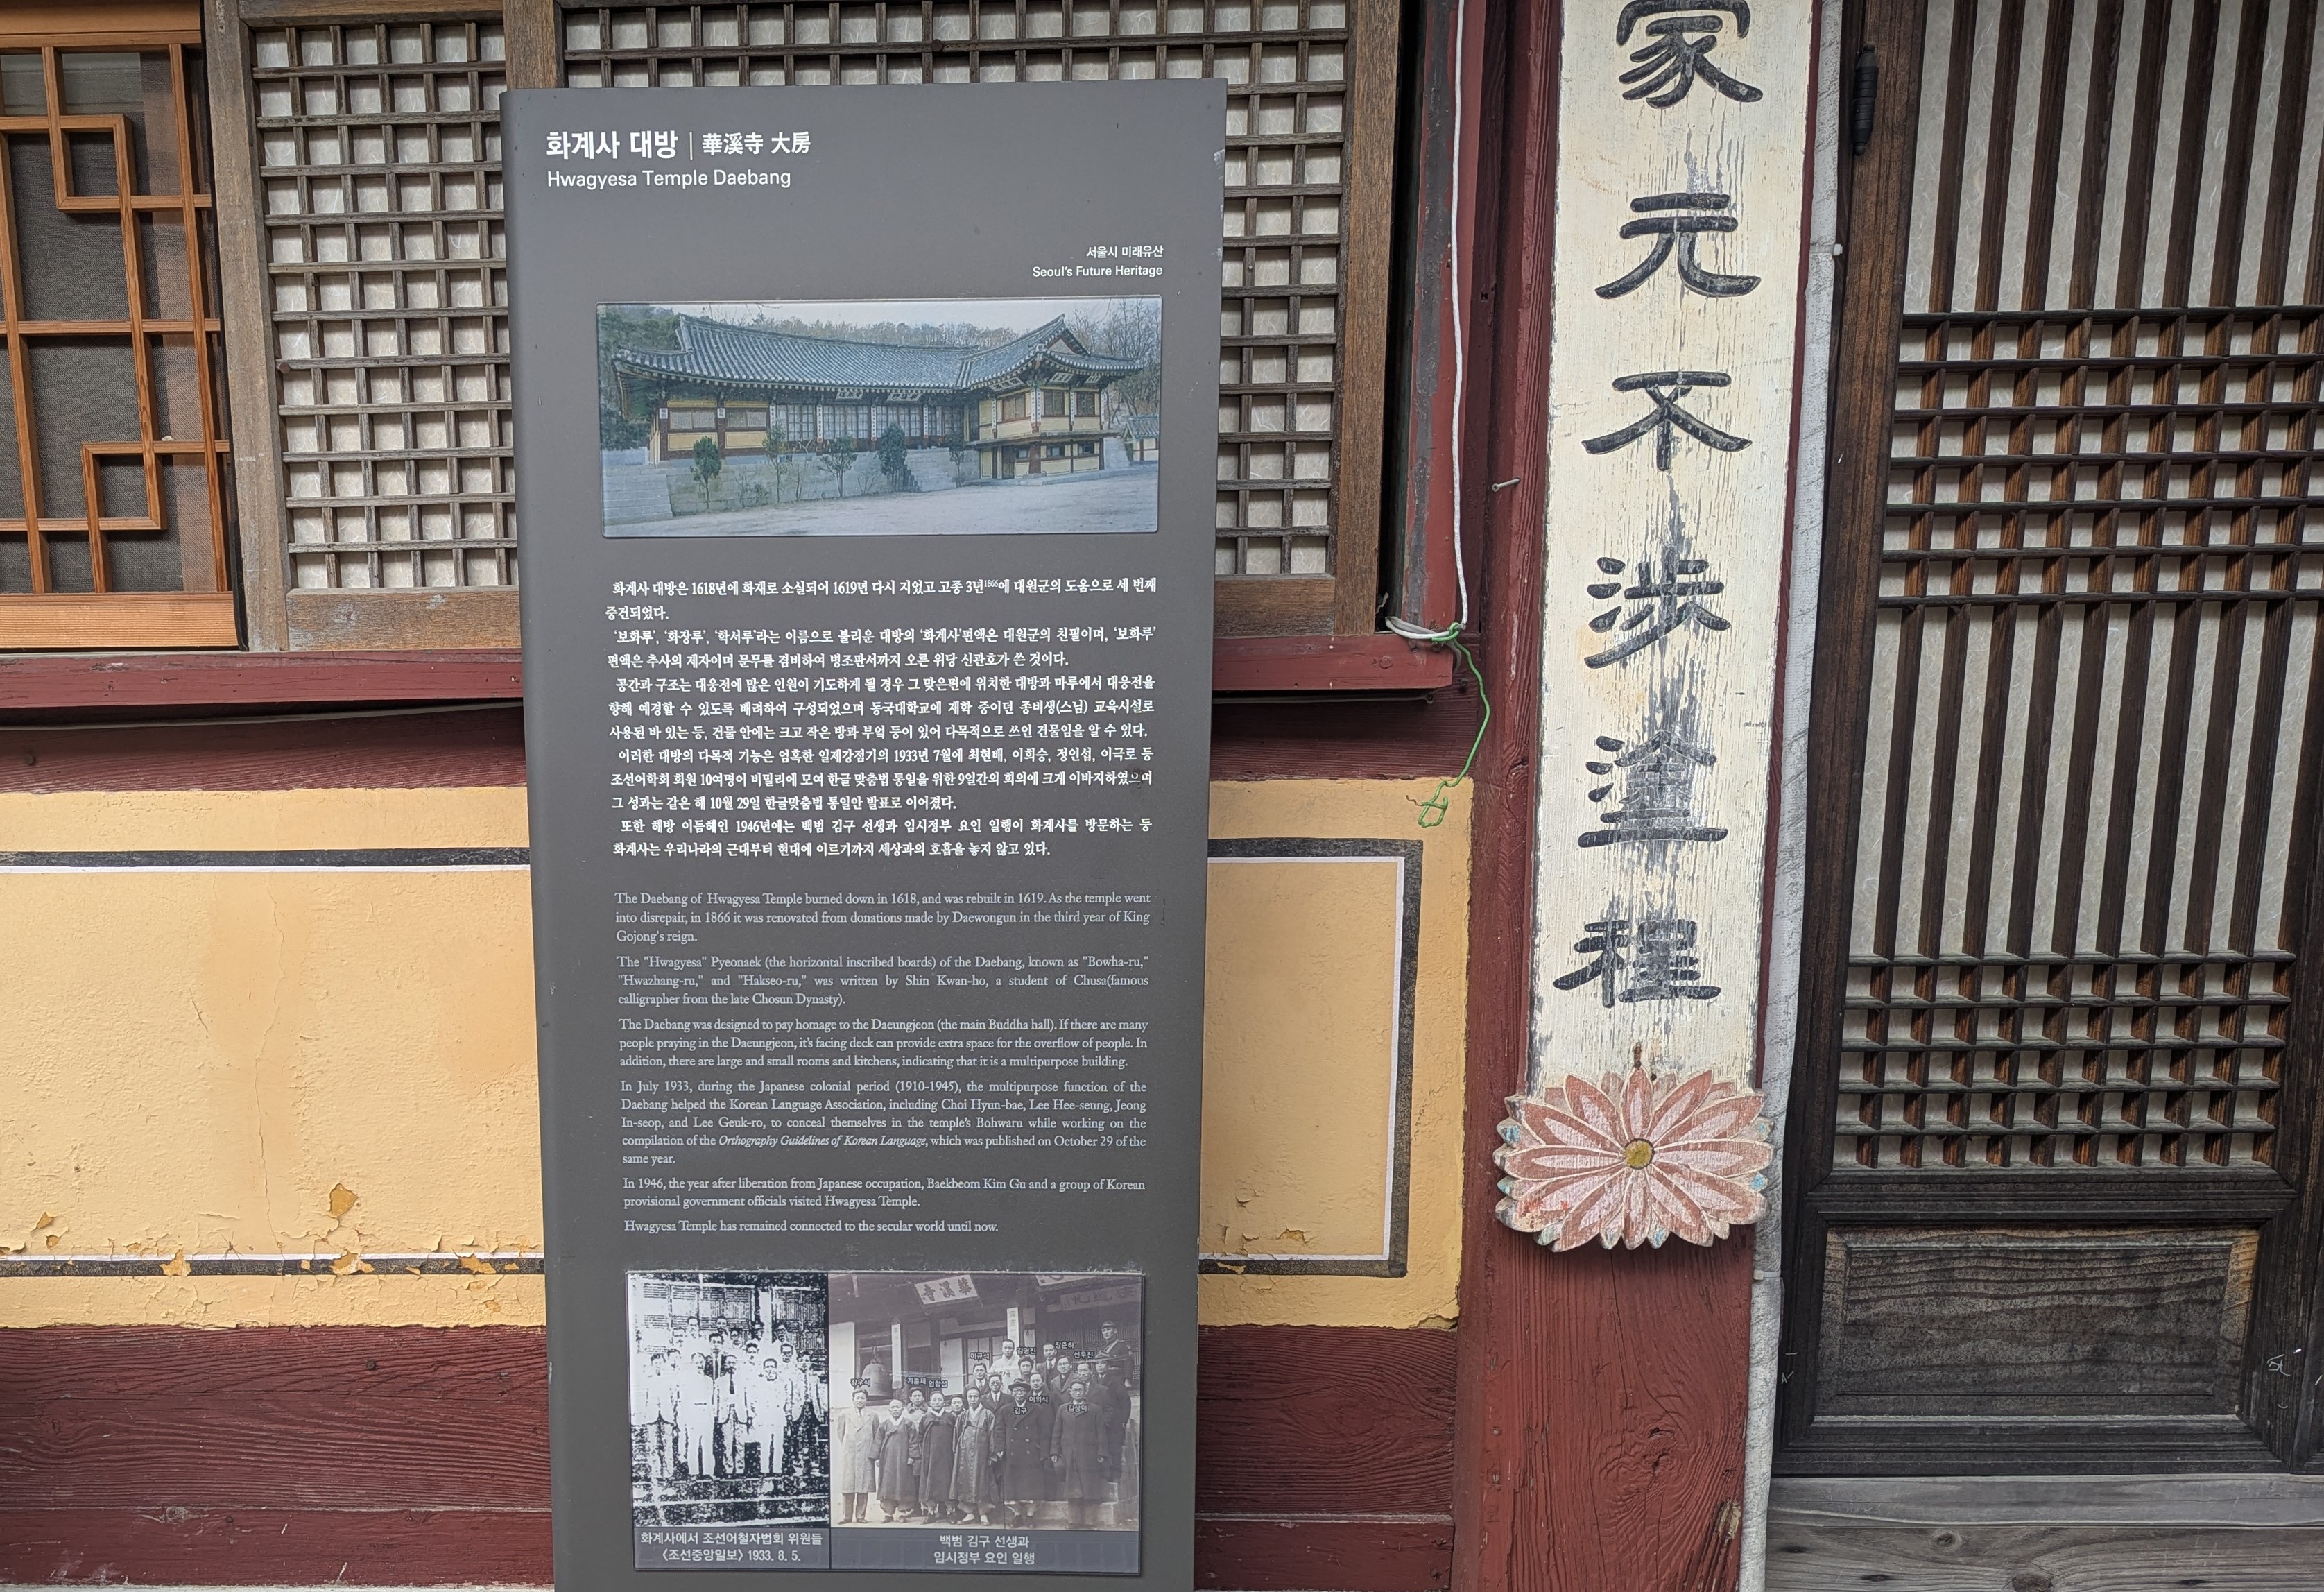 화계사 대방 | 華溪寺 大房
Hwagyesa Temple Daebang
서울시 미래유산
Seoul's Future Heritage
화계사 대방은 1618년에 화재로 소실되어 1619년 다시 지었고 고종 3년1866에 대원군의 도움으로 세 번째
중건되었다.
'보화루', '화장루', '학서루'라는 이름으로 불리운 대방의 '화계사'편액은 대원군의 친필이며, '보화루'
편액은 추사의 제자이며 문무를 겸비하여 병조판서까지 오른 위당 신관호가 쓴 것이다.
공간과 구조는 대웅전에 많은 인원이 기도하게 될 경우 그 맞은편에 위치한 대방과 마루에서 대웅전을
향해 예경할 수 있도록 배려하여 구성되었으며 동국대학교에 재학 중이던 종비생(스님) 교육시설로
사용된 바 있는 등, 건물 안에는 크고 작은 방과 부엌 등이 있어 다목적으로 쓰인 건물임을 알 수 있다.
이러한 대방의 다목적 기능은 엄혹한 일제강점기의 1933년 7월에 최현배, 이희승, 정인섭, 이극로 등
조선어학회 회원 10여명이 비밀리에 모여 한글 맞춤법 통일을 위한 9일간의 회의에 크게 이바지하였으며
그 성과는 같은 해 10월 29일 한글맞춤법 통일안 발표로 이어졌다.
또한 해방 이듬해인 1946년에는 백범 김구 선생과 임시정부 요인 일행이 화계사를 방문하는 등
화계사는 우리나라의 근대부터 현대에 이르기까지 세상과의 호흡을 놓지 않고 있다.
The Daebang of Hwagyesa Temple burned down in 1618, and was rebuilt in 1619. As the temple went
into disrepair, in 1866 it was renovated from donations made by Daewongun in the third year of King
Gojong's reign.
The "Hwagyesa" Pyeonaek (the horizontal inscribed boards) of the Daebang, known as "Bowha-ru,"
"Hwazhang-ru," and "Hakseo-ru," was written by Shin Kwan-ho, a student of Chusa(famous
calligrapher from the late Chosun Dynasty).
The Daebang was designed to pay homage to the Daeungjeon (the main Buddha hall). If there are many
people praying in the Daeungjeon, it's facing deck can provide extra space for the overflow of people. In
addition, there are large and small rooms and kitchens, indicating that it is a multipurpose building.
In July 1933, during the Japanese colonial period (1910-1945), the multipurpose function of the
Daebang helped the Korean Language Association, including Choi Hyun-bae, Lee Hee-seung, Jeong
In-seop, and Lee Geuk-ro, to conceal themselves in the temple's Bohwaru while working on the
compilation of the Orthography Guidelines of Korean Language, which was published on October 29 of the
same year.
In 1946, the year after liberation from Japanese occupation, Baekbeom Kim Gu and a group of Korean
provisional government officials visited Hwagyesa Temple.
Hwagyesa Temple has remained connected to the secular world until now.
寺溪華
장준하
김구
화계사에서 조선어철자법회 위원들
〈조선중앙일보〉 1933. 8. 5.
백범 김구 선생과
임시정부 요인 일행
家元不涉塗程